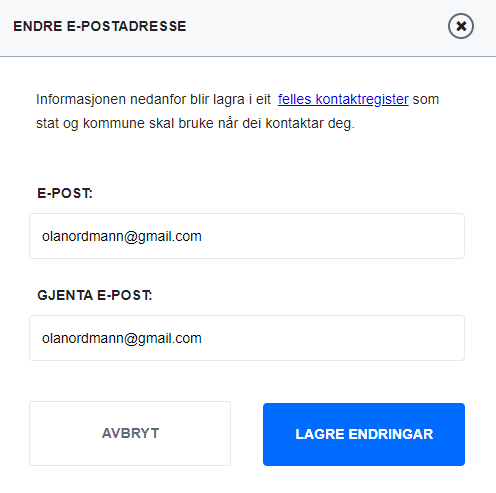 ENDRE E-POSTADRESSE
Informasjonen nedanfor blir lagra i eit felles kontaktregister som
stat og kommune skal bruke når dei kontaktar deg.
E-POST:
olanordmann@gmail.com
GJENTA E-POST:
olanordmann@gmail.com
AVBRYT
LAGRE ENDRINGAR